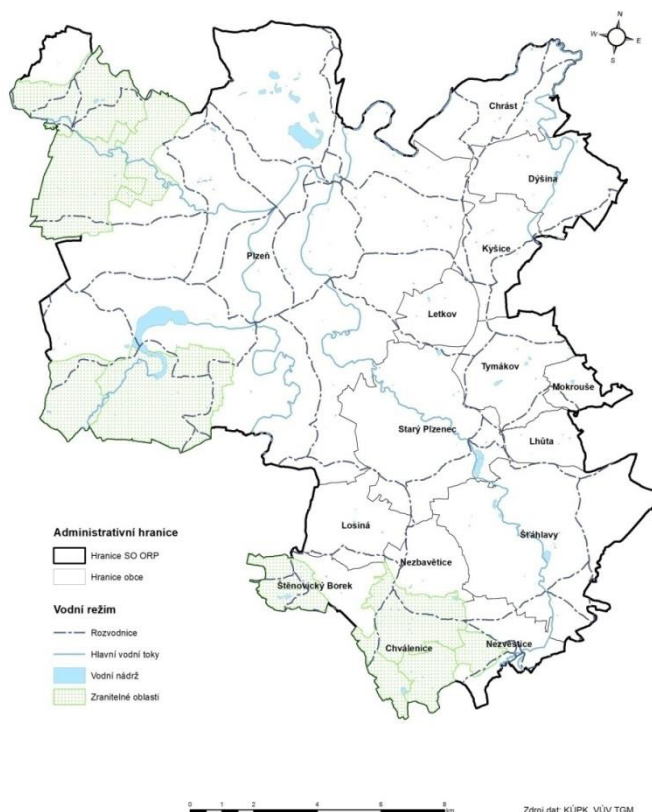 N
W E
S
Chrást
Dýšina
Kyšice
Plzeň
Letkov
Tymákov
Mokrouše
Starý Plzenec
Lhůta
Losiná
Šťáhlavy
Nezbavětice
Štěnovický Borek
Chválenice
Nezvěstice
Administrativní hranice
Hranice SO ORP
Hranice obce
Vodní režim
Rozvodnice
Hlavní vodní toky
Vodní nádrž
Zranitelné oblasti
0 1 2 4 6 8
km
Zdroj dat: KÚPK, VÚV TGM